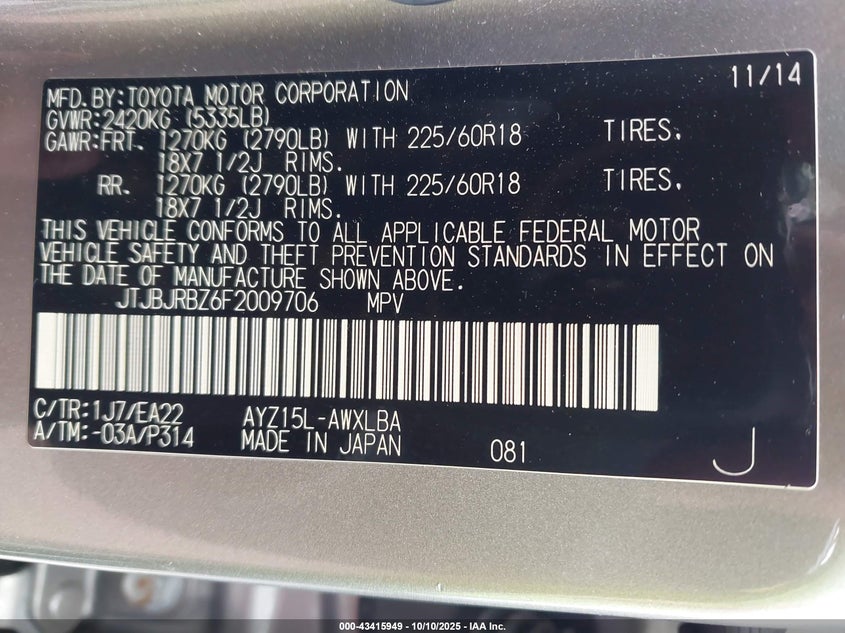 11/14
MFD.BY:TOYOTA MOTOR CORPORATION
GVWR:2420KG (5335LB)
GAWR:FRT. 1270KG (2790LB) WITH 225/60R18 TIRES.
18X7 1/2J RIMS.
RR. 1270KG (2790LB) WITH 225/60R18 TIRES.
18X7 1/2J RIMS.
THIS VEHICLE CONFORMS TO ALL APPLICABLE FEDERAL MOTOR
VEHICLE SAFETY AND THEFT PREVENTION STANDARDS IN EFFECT ON
THE DATE OF MANUFACTURE SHOWN ABOVE.
JTJBJRBZ6F2009706 MPV
C/TR:1J7/EA22 AYZ15L-AWXLBA
A/TM:-03A/P314 MADE IN JAPAN 081 J
000-43415949 - 10/10/2025 - IAA Inc.